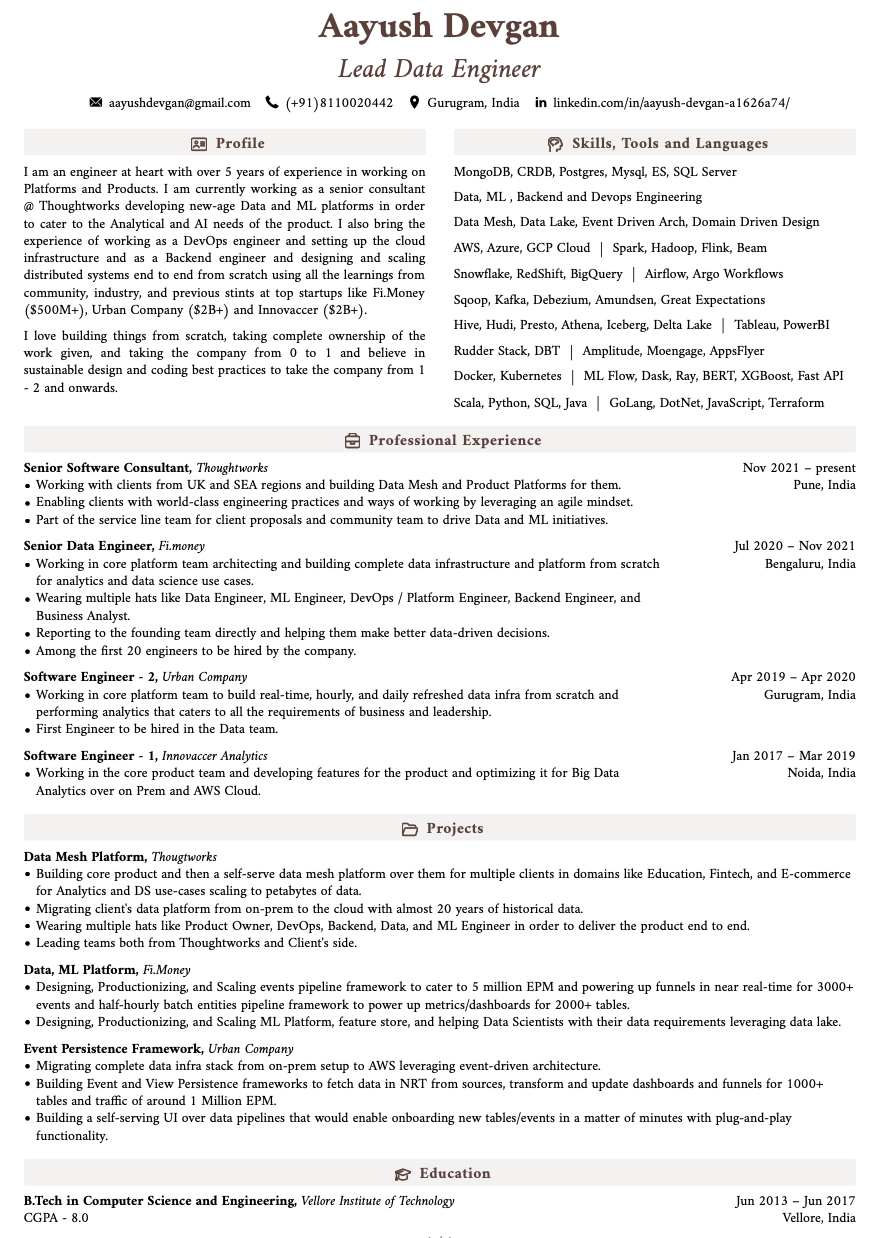 Aayush Devgan
Lead Data Engineer
aayushdevgan@gmail.com (+91)8110020442 Gurugram, India linkedin.com/in/aayush-devgan-a1626a74/
Profile
I am an engineer at heart with over 5 years of experience in working on
Platforms and Products. I am currently working as a senior consultant
@ Thoughtworks developing new-age Data and ML platforms in order
to cater to the Analytical and AI needs of the product. I also bring the
experience of working as a DevOps engineer and setting up the cloud
infrastructure and as a Backend engineer and designing and scaling
distributed systems end to end from scratch using all the learnings from
community, industry, and previous stints at top startups like Fi.Money
($500M+), Urban Company ($2B+) and Innovaccer ($2B+).
I love building things from scratch, taking complete ownership of the
work given, and taking the company from 0 to 1 and believe in
sustainable design and coding best practices to take the company from 1
- 2 and onwards.
Skills, Tools and Languages
MongoDB, CRDB, Postgres, Mysql, ES, SQL Server
Data, ML , Backend and Devops Engineering
Data Mesh, Data Lake, Event Driven Arch, Domain Driven Design
AWS, Azure, GCP Cloud | Spark, Hadoop, Flink, Beam
Snowflake, RedShift, BigQuery | Airflow, Argo Workflows
Sqoop, Kafka, Debezium, Amundsen, Great Expectations
Hive, Hudi, Presto, Athena, Iceberg, Delta Lake | Tableau, PowerBI
Rudder Stack, DBT | Amplitude, Moengage, AppsFlyer
Docker, Kubernetes | ML Flow, Dask, Ray, BERT, XGBoost, Fast API
Scala, Python, SQL, Java | GoLang, DotNet, JavaScript, Terraform
Professional Experience
Senior Software Consultant, Thoughtworks Nov 2021 – present
• Working with clients from UK and SEA regions and building Data Mesh and Product Platforms for them. Pune, India
• Enabling clients with world-class engineering practices and ways of working by leveraging an agile mindset.
• Part of the service line team for client proposals and community team to drive Data and ML initiatives.
Senior Data Engineer, Fi.money Jul 2020 – Nov 2021
• Working in core platform team architecting and building complete data infrastructure and platform from scratch Bengaluru, India
for analytics and data science use cases.
• Wearing multiple hats like Data Engineer, ML Engineer, DevOps / Platform Engineer, Backend Engineer, and
Business Analyst.
• Reporting to the founding team directly and helping them make better data-driven decisions.
• Among the first 20 engineers to be hired by the company.
Software Engineer - 2, Urban Company Apr 2019 – Apr 2020
• Working in core platform team to build real-time, hourly, and daily refreshed data infra from scratch and Gurugram, India
performing analytics that caters to all the requirements of business and leadership.
• First Engineer to be hired in the Data team.
Software Engineer - 1, Innovaccer Analytics Jan 2017 – Mar 2019
• Working in the core product team and developing features for the product and optimizing it for Big Data Noida, India
Analytics over on Prem and AWS Cloud.
Projects
Data Mesh Platform, Thougtworks
• Building core product and then a self-serve data mesh platform over them for multiple clients in domains like Education, Fintech, and E-commerce
for Analytics and DS use-cases scaling to petabytes of data.
• Migrating client's data platform from on-prem to the cloud with almost 20 years of historical data.
• Wearing multiple hats like Product Owner, DevOps, Backend, Data, and ML Engineer in order to deliver the product end to end.
• Leading teams both from Thoughtworks and Client's side.
Data, ML Platform, Fi.Money
• Designing, Productionizing, and Scaling events pipeline framework to cater to 5 million EPM and powering up funnels in near real-time for 3000+
events and half-hourly batch entities pipeline framework to power up metrics/dashboards for 2000+ tables.
• Designing, Productionizing, and Scaling ML Platform, feature store, and helping Data Scientists with their data requirements leveraging data lake.
Event Persistence Framework, Urban Company
• Migrating complete data infra stack from on-prem setup to AWS leveraging event-driven architecture.
• Building Event and View Persistence frameworks to fetch data in NRT from sources, transform and update dashboards and funnels for 1000+
tables and traffic of around 1 Million EPM.
• Building a self-serving UI over data pipelines that would enable onboarding new tables/events in a matter of minutes with plug-and-play
functionality.
Education
B.Tech in Computer Science and Engineering, Vellore Institute of Technology Jun 2013 – Jun 2017
CGPA - 8.0 Vellore, India